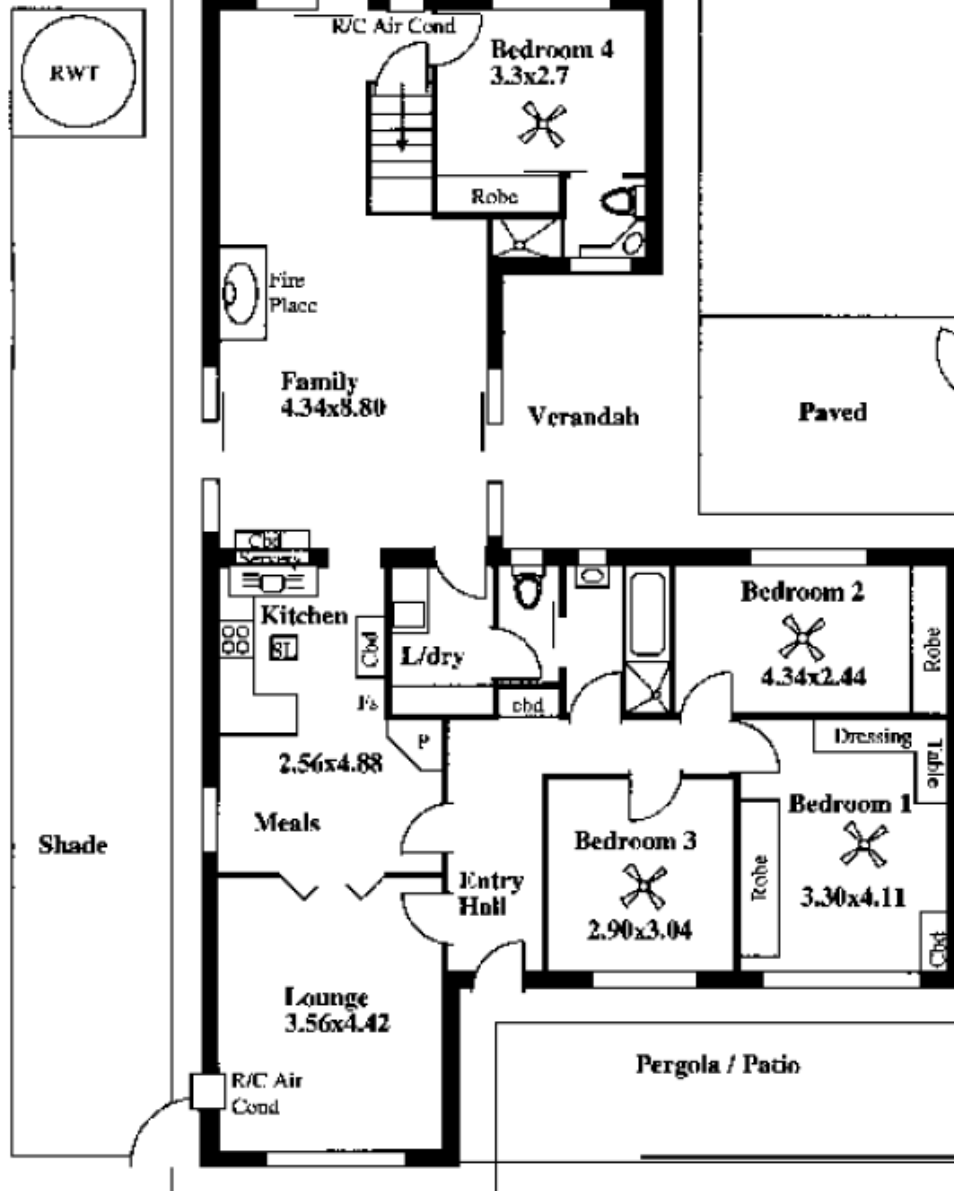 R/C Air Cond
RWT
Bedroom 4
3.3x2.7
Robe
Fire
Place
Family
4.34x8.80
Verandah
Paved
Cbd
Servery
Kitchen
SL
Cbd
L/dry
Bedroom 2
4.34x2.44
Robe
Fs
cbd
P
2.56x4.88
Meals
Dressing
Table
Bedroom 1
3.30x4.11
Robe
Cbd
Bedroom 3
2.90x3.04
Shade
Entry
Hall
Lounge
3.56x4.42
R/C Air
Cond
Pergola / Patio